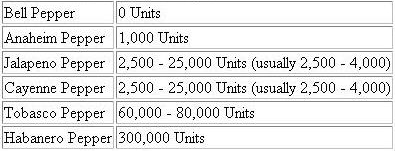 Bell Pepper 0 Units
Anaheim Pepper 1,000 Units
Jalapeno Pepper 2,500 - 25,000 Units (usually 2,500 - 4,000)
Cayenne Pepper 2,500 - 25,000 Units (usually 2,500 - 4,000)
Tobasco Pepper 60,000 - 80,000 Units
Habanero Pepper 300,000 Units